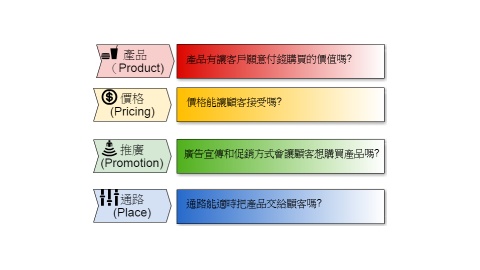 產品
（Product)
產品有讓客戶願意付錢購買的價值嗎?
價格
(Pricing)
價格能讓顧客接受嗎?
推廣
(Promotion)
廣告宣傳和促銷方式會讓顧客想購買產品嗎?
通路
(Place)
通路能適時把產品交給顧客嗎?